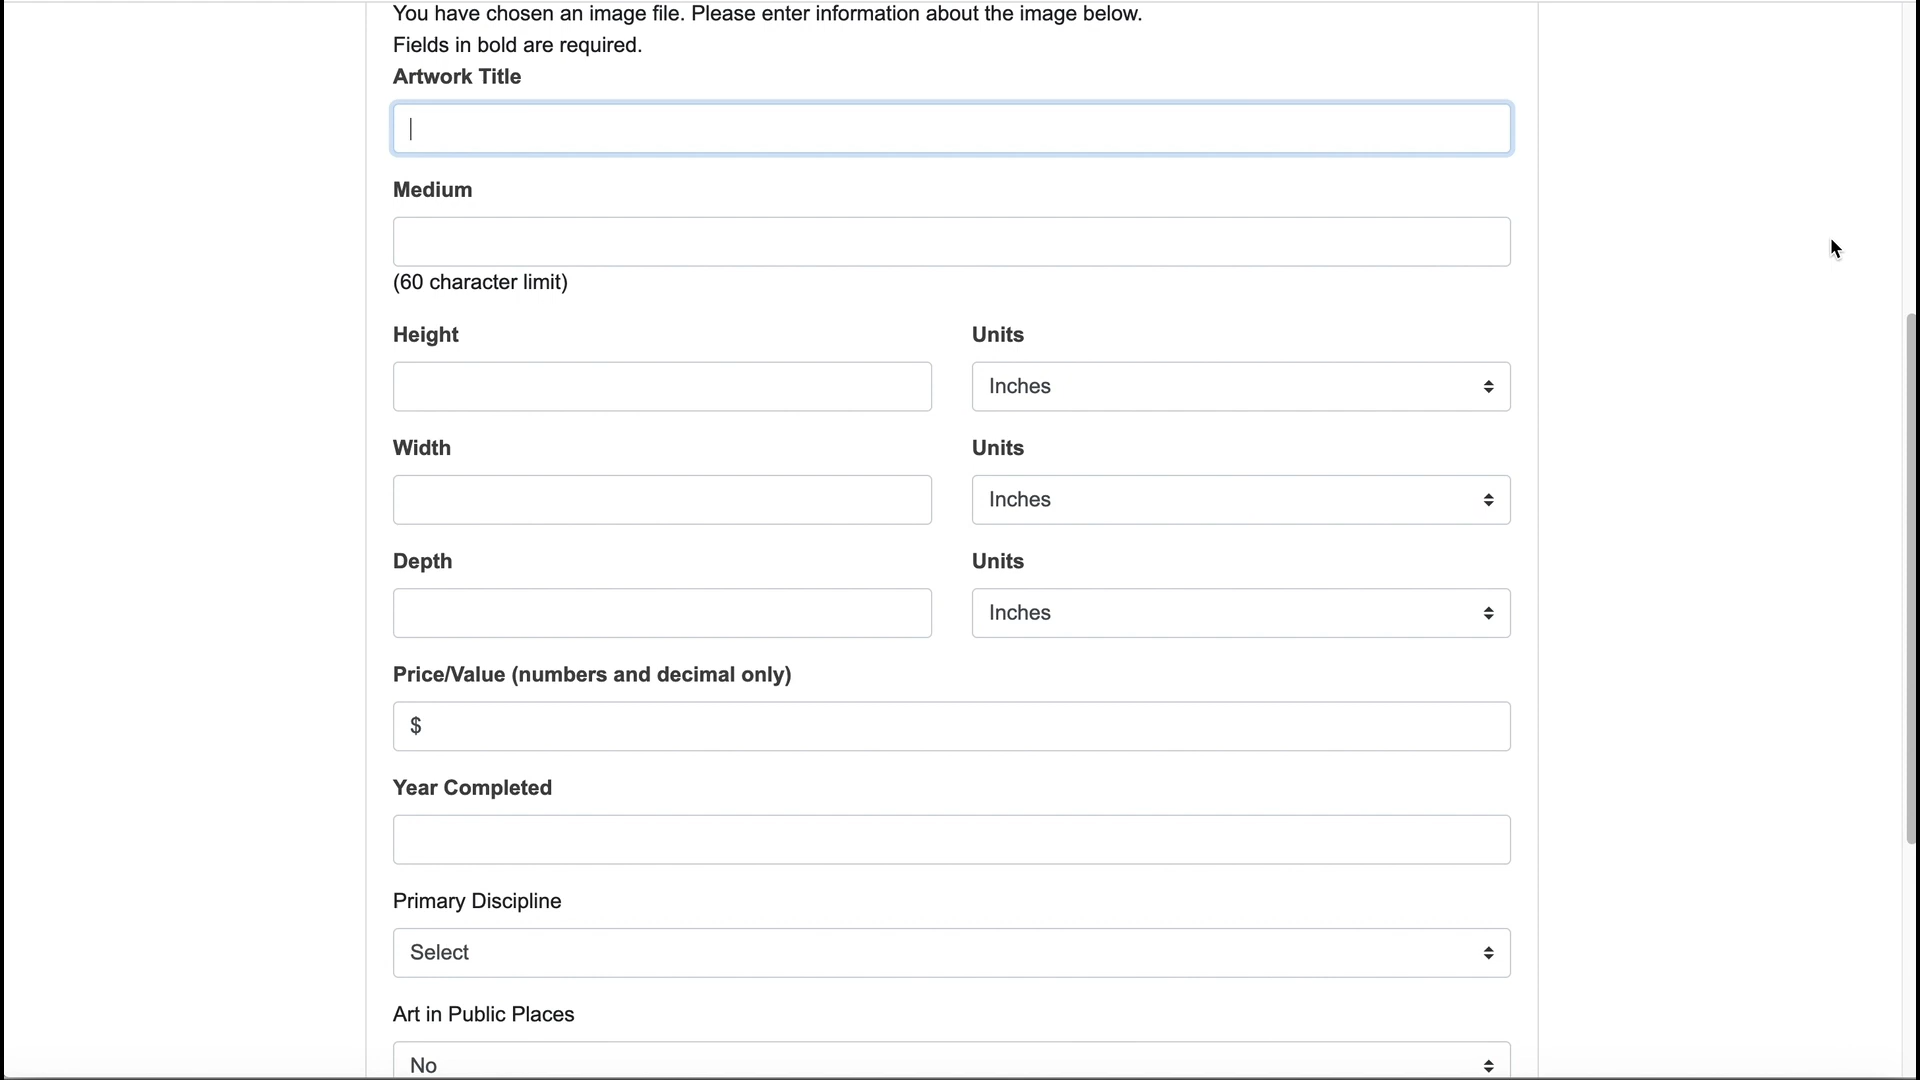 You have chosen an image file. Please enter information about the image below.
Fields in bold are required.
Artwork Title
Medium
(60 character limit)
Height Units
Inches
Width Units
Inches
Depth Units
Inches
Price/Value (numbers and decimal only)
$
Year Completed
Primary Discipline
Select
Art in Public Places
No